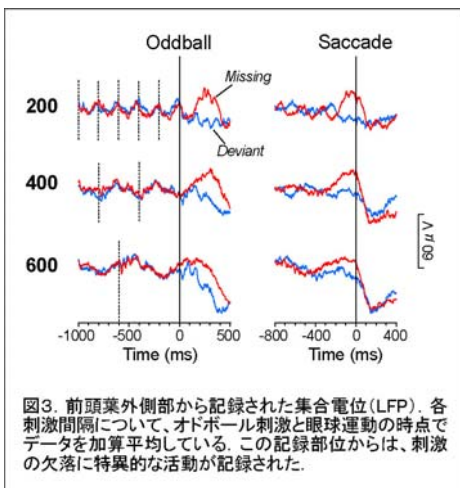 Oddball Saccade
Missing
200
Deviant
400
60μV
600
-1000 -500 0 500 -800 -400 0 400
Time (ms) Time (ms)
図3. 前頭葉外側部から記録された集合電位(LFP). 各
刺激間隔について、オドボール刺激と眼球運動の時点で
データを加算平均している. この記録部位からは、刺激
の欠落に特異的な活動が記録された.